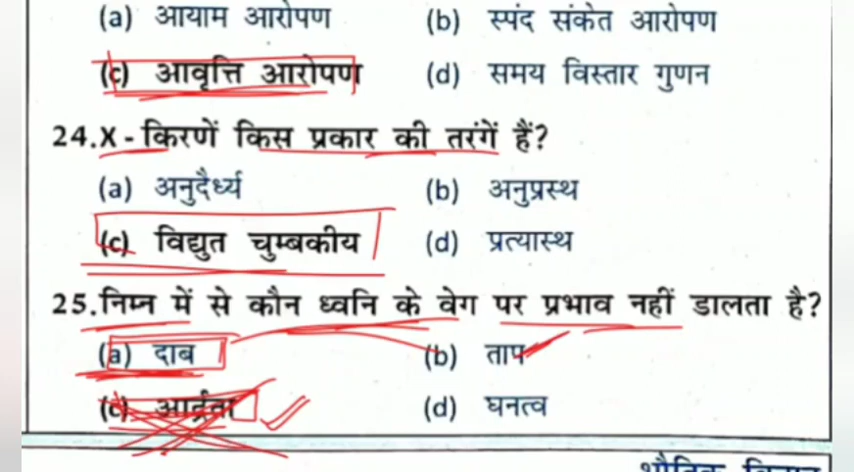 (a) आयाम आरोपण (b) स्पंद संकेत आरोपण
(c) आवृत्ति आरोपण (d) समय विस्तार गुणन
24. X - किरणें किस प्रकार की तरंगें हैं?
(a) अनुदैर्ध्य (b) अनुप्रस्थ
(c) विद्युत चुम्बकीय (d) प्रत्यास्थ
25. निम्न में से कौन ध्वनि के वेग पर प्रभाव नहीं डालता है?
(a) दाब (b) ताप
(c) आर्द्रता (d) घनत्व